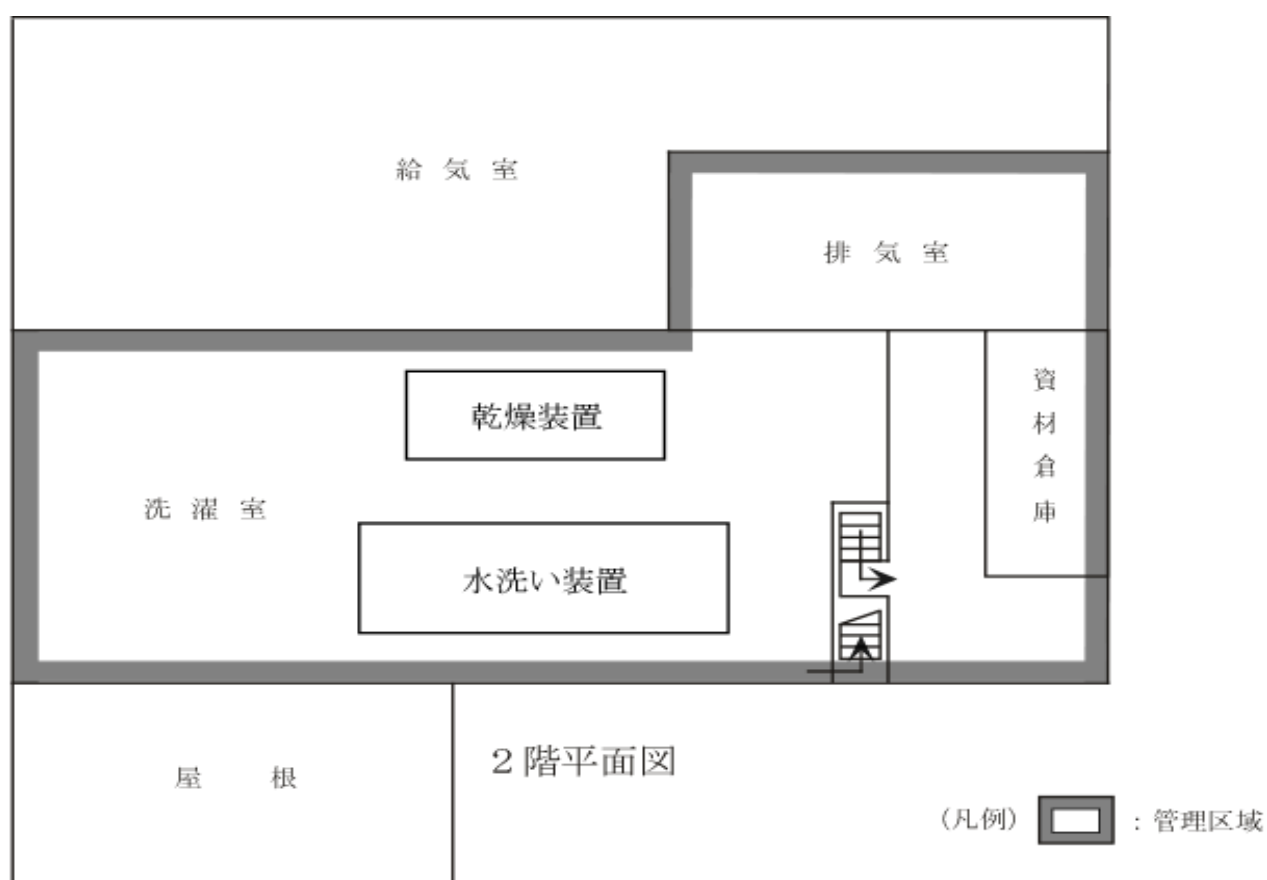 給気室
排気室
資材倉庫
乾燥装置
洗濯室
水洗い装置
屋根
2階平面図
(凡例) : 管理区域